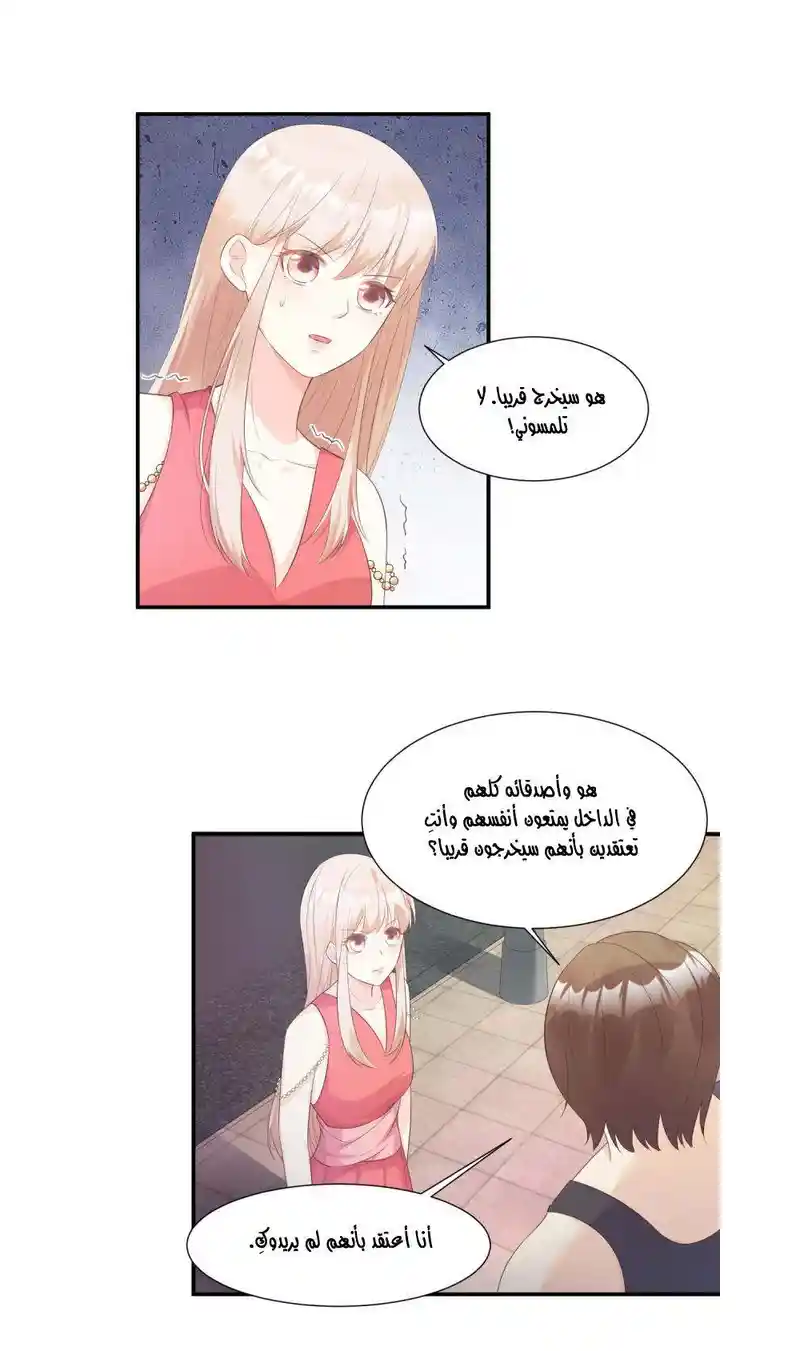 هو سيخرج قريبا. لا
تلمسوني!
هو وأصدقائه كلهم
في الداخل يمتعون أنفسهم وأنتِ
تعتقدين بأنهم سيخرجون قريبا؟
أنا أعتقد بأنهم لم يريدوكِ.